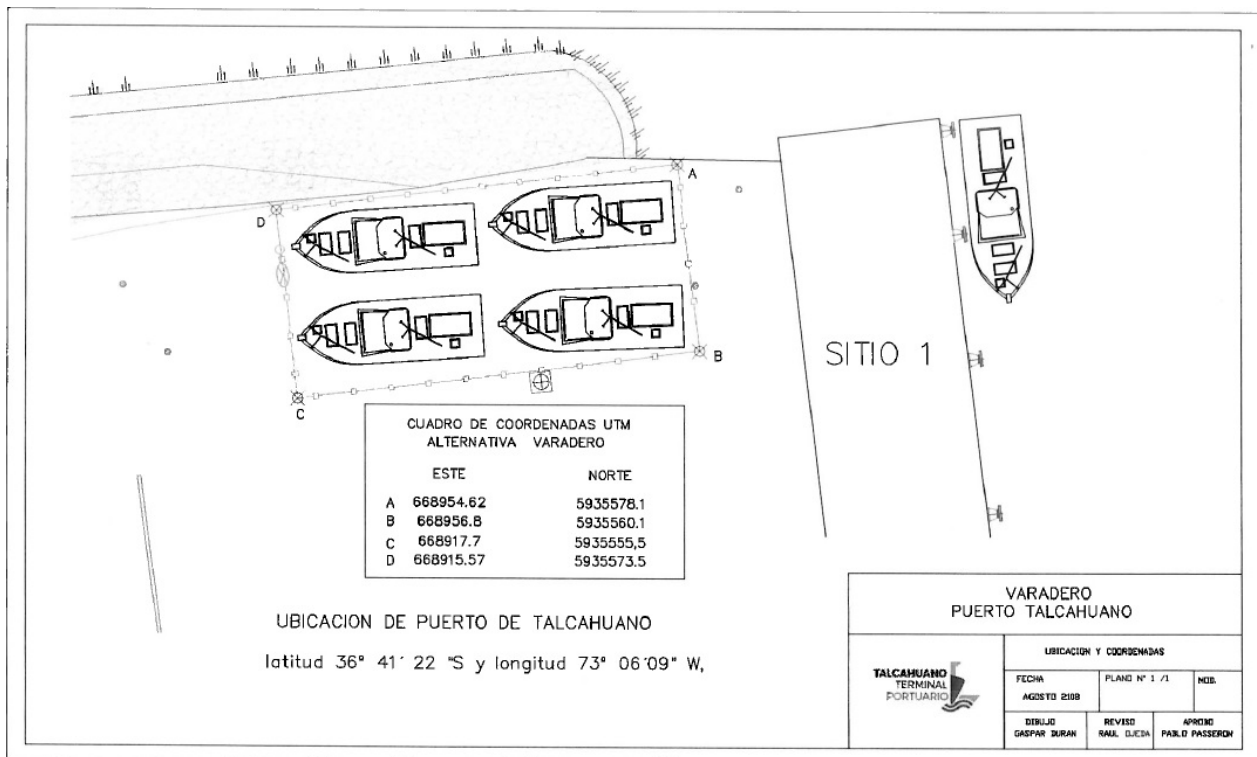 A
D
SITIO 1
B
C
CUADRO DE COORDENADAS UTM
ALTERNATIVA VARADERO
ESTE NORTE
A 668954.62 5935578.1
B 668956.8 5935560.1
C 668917.7 5935555,5
D 668915.57 5935573.5
UBICACION DE PUERTO DE TALCAHUANO
latitud 36° 41´ 22 "S y longitud 73° 06´09" W,
VARADERO
PUERTO TALCAHUANO
TALCAHUANO
TERMINAL
PORTUARIO
UBICACION Y COORDENADAS
FECHA
AGOSTO 2108
PLANO N° 1 /1
MOD.
DIBUJO
GASPAR DURAN
REVISO
RAUL OJEDA
APROBO
PABLO PASSERON